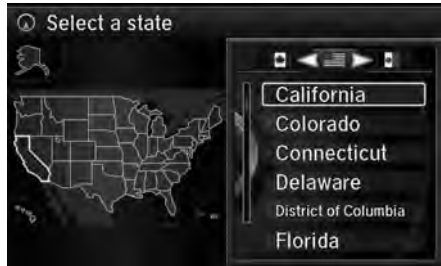 Select a state
California
Colorado
Connecticut
Delaware
District of Columbia
Florida